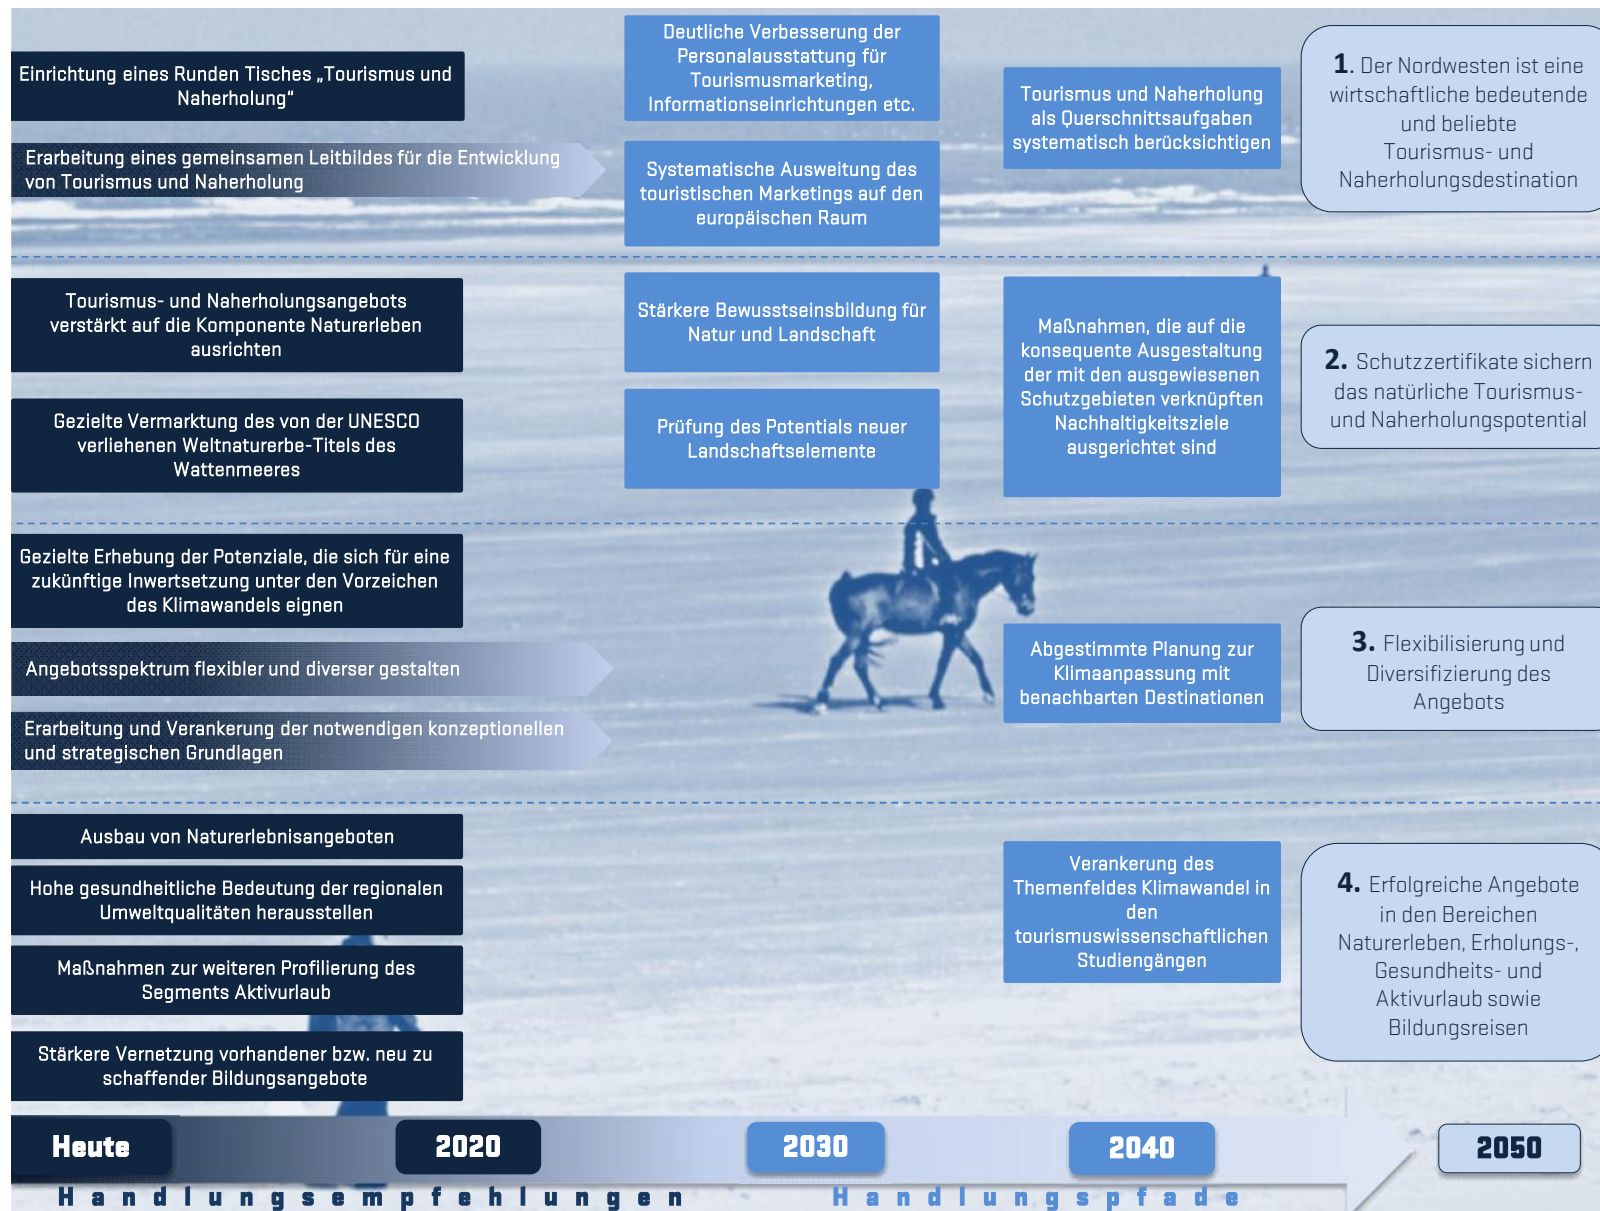 Einrichtung eines Runden Tisches „Tourismus und
Naherholung“
Erarbeitung eines gemeinsamen Leitbildes für die Entwicklung
von Tourismus und Naherholung
Deutliche Verbesserung der
Personalausstattung für
Tourismusmarketing,
Informationseinrichtungen etc.
Systematische Ausweitung des
touristischen Marketings auf den
europäischen Raum
Tourismus und Naherholung
als Querschnittsaufgaben
systematisch berücksichtigen
1. Der Nordwesten ist eine
wirtschaftliche bedeutende
und beliebte
Tourismus- und
Naherholungsdestination
Tourismus- und Naherholungsangebots
verstärkt auf die Komponente Naturerleben
ausrichten
Gezielte Vermarktung des von der UNESCO
verliehenen Weltnaturerbe-Titels des
Wattenmeeres
Stärkere Bewusstseinsbildung für
Natur und Landschaft
Prüfung des Potentials neuer
Landschaftselemente
Maßnahmen, die auf die
konsequente Ausgestaltung
der mit den ausgewiesenen
Schutzgebieten verknüpften
Nachhaltigkeitsziele
ausgerichtet sind
2. Schutzzertifikate sichern
das natürliche Tourismus-
und Naherholungspotential
Gezielte Erhebung der Potenziale, die sich für eine
zukünftige Inwertsetzung unter den Vorzeichen
des Klimawandels eignen
Angebotsspektrum flexibler und diverser gestalten
Erarbeitung und Verankerung der notwendigen konzeptionellen
und strategischen Grundlagen
Abgestimmte Planung zur
Klimaanpassung mit
benachbarten Destinationen
3. Flexibilisierung und
Diversifizierung des
Angebots
Ausbau von Naturerlebnisangeboten
Hohe gesundheitliche Bedeutung der regionalen
Umweltqualitäten herausstellen
Maßnahmen zur weiteren Profilierung des
Segments Aktivurlaub
Stärkere Vernetzung vorhandener bzw. neu zu
schaffender Bildungsangebote
Verankerung des
Themenfeldes Klimawandel in
den
tourismuswissenschaftlichen
Studiengängen
4. Erfolgreiche Angebote
in den Bereichen
Naturerleben, Erholungs-,
Gesundheits- und
Aktivurlaub sowie
Bildungsreisen
Heute
2020
2030
2040
2050
Handlungsempfehlungen
Handlungspfade